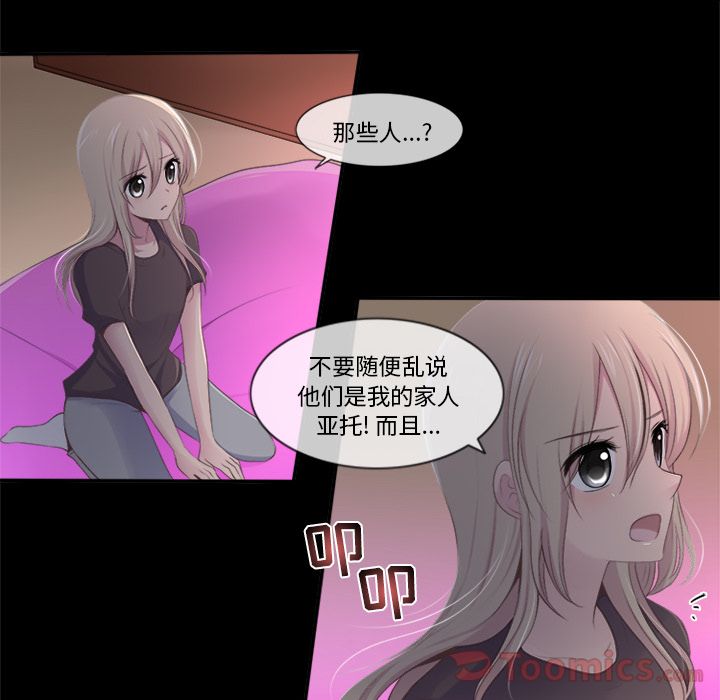 那些人...?
不要随便乱说
他们是我的家人
亚托! 而且...
叩
叩
Toomics.com